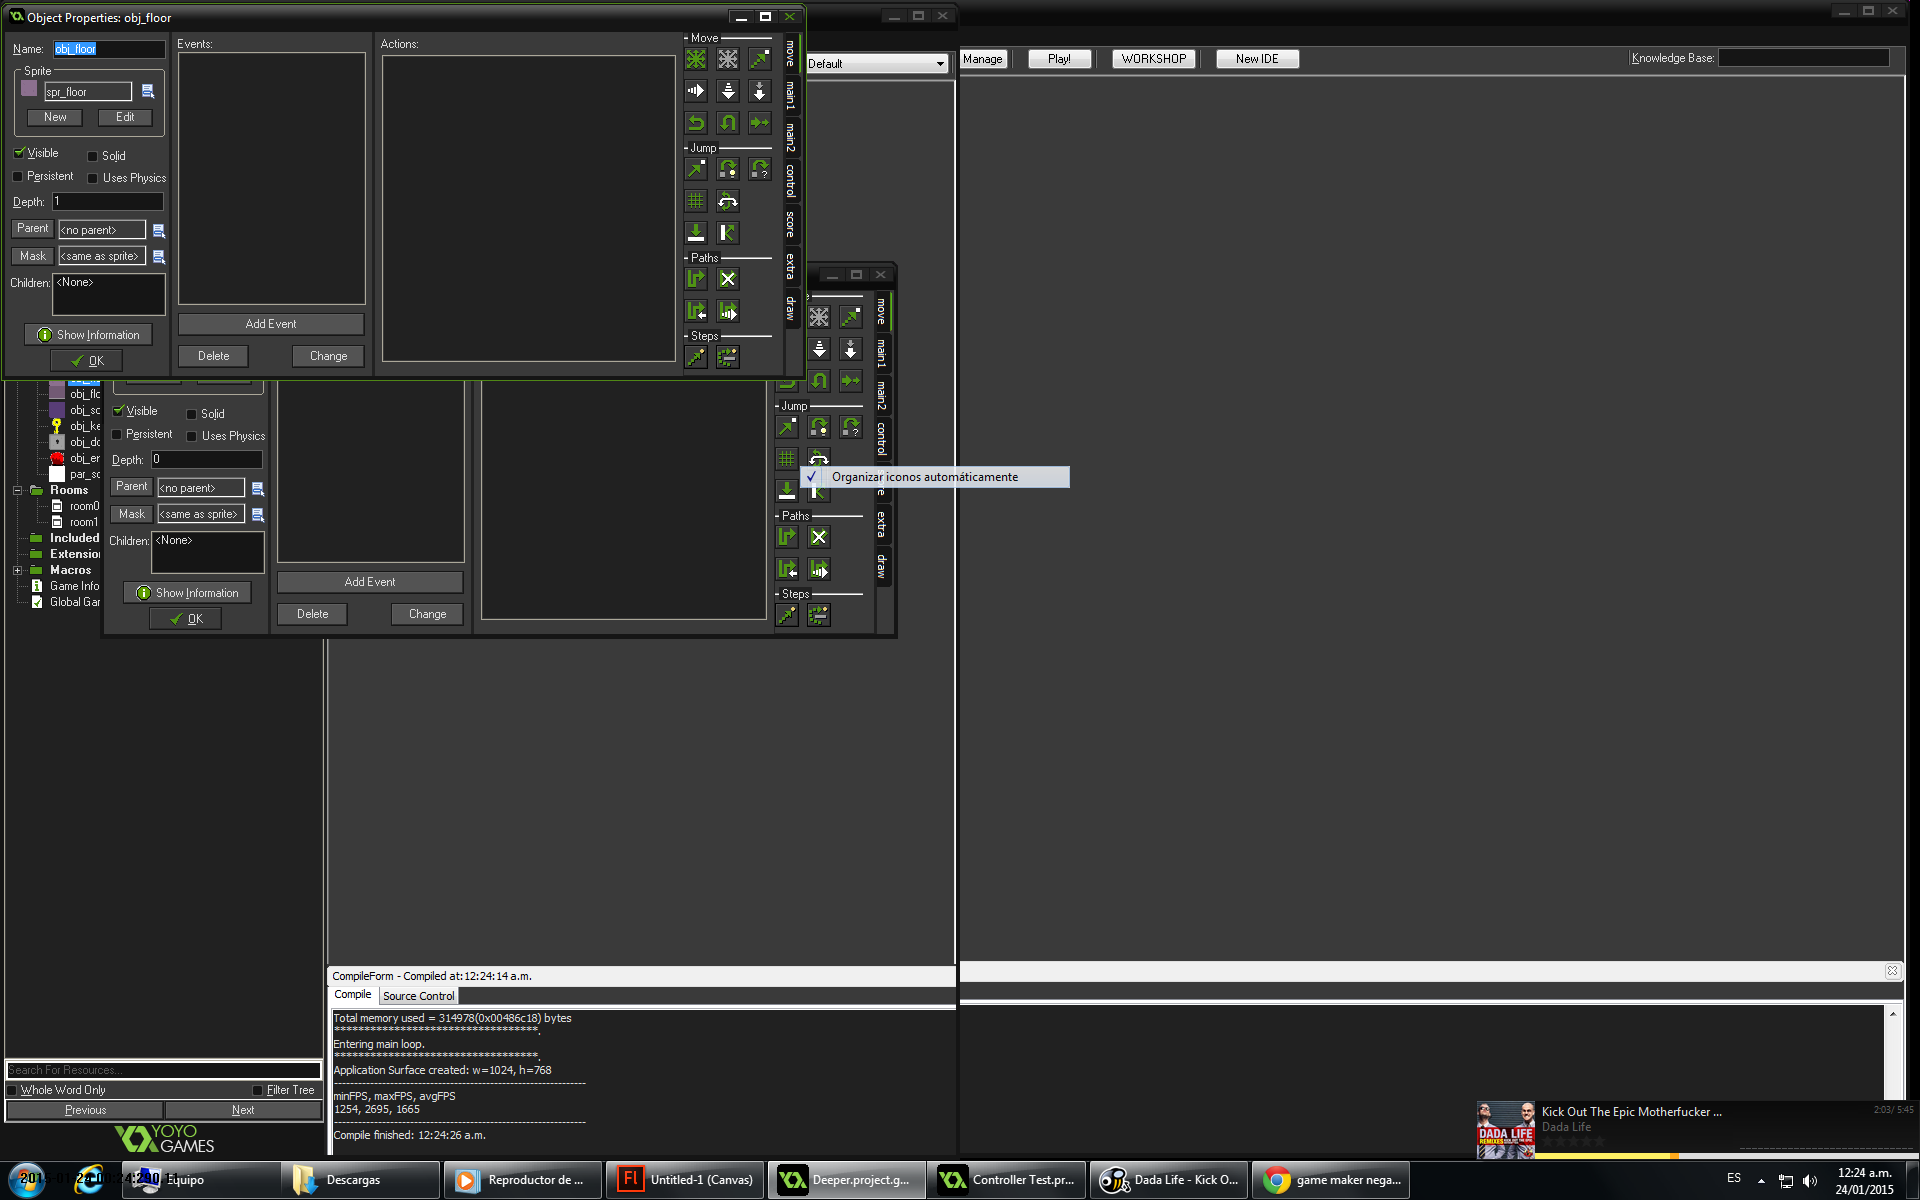 Object Properties: obj_floor
Name: obj_floor
Sprite
spr_floor
New Edit
Visible Solid
Persistent Uses Physics
Depth: 1
Parent <no parent>
Mask <same as sprite>
Children: <None>
Show Information
OK
Events:
Add Event
Delete Change
Actions:
Move
Jump
Paths
Steps
move
main1
main2
control
score
extra
draw
Default
Manage
Play!
WORKSHOP
New IDE
Knowledge Base:
Visible Solid
Persistent Uses Physics
Depth: 0
Parent <no parent>
Mask <same as sprite>
Children: <None>
Show Information
OK
Add Event
Delete Change
Jump
Paths
Steps
move
main1
main2
control
extra
draw
Organizar iconos automáticamente
obj_flo
obj_sc
obj_ke
obj_do
obj_er
par_sc
Rooms
room0
room1
Included
Extension
Macros
Game Info
Global Gar
Search For Resources...
Whole Word Only Filter Tree
Previous Next
YOYO
GAMES
CompileForm - Compiled at:12:24:14 a.m.
Compile Source Control
Total memory used = 314978(0x00486c18) bytes
**********************************.
Entering main loop.
**********************************.
Application Surface created: w=1024, h=768
minFPS, maxFPS, avgFPS
1254, 2695, 1665
Compile finished: 12:24:26 a.m.
DADA LIFE
Kick Out The Epic Motherfucker ...
Dada Life
2:03/ 5:45
Equipo
Descargas
Reproductor de ...
Untitled-1 (Canvas)
Deeper.project.g...
Controller Test.pr...
Dada Life - Kick O...
game maker nega...
ES
12:24 a.m.
24/01/2015